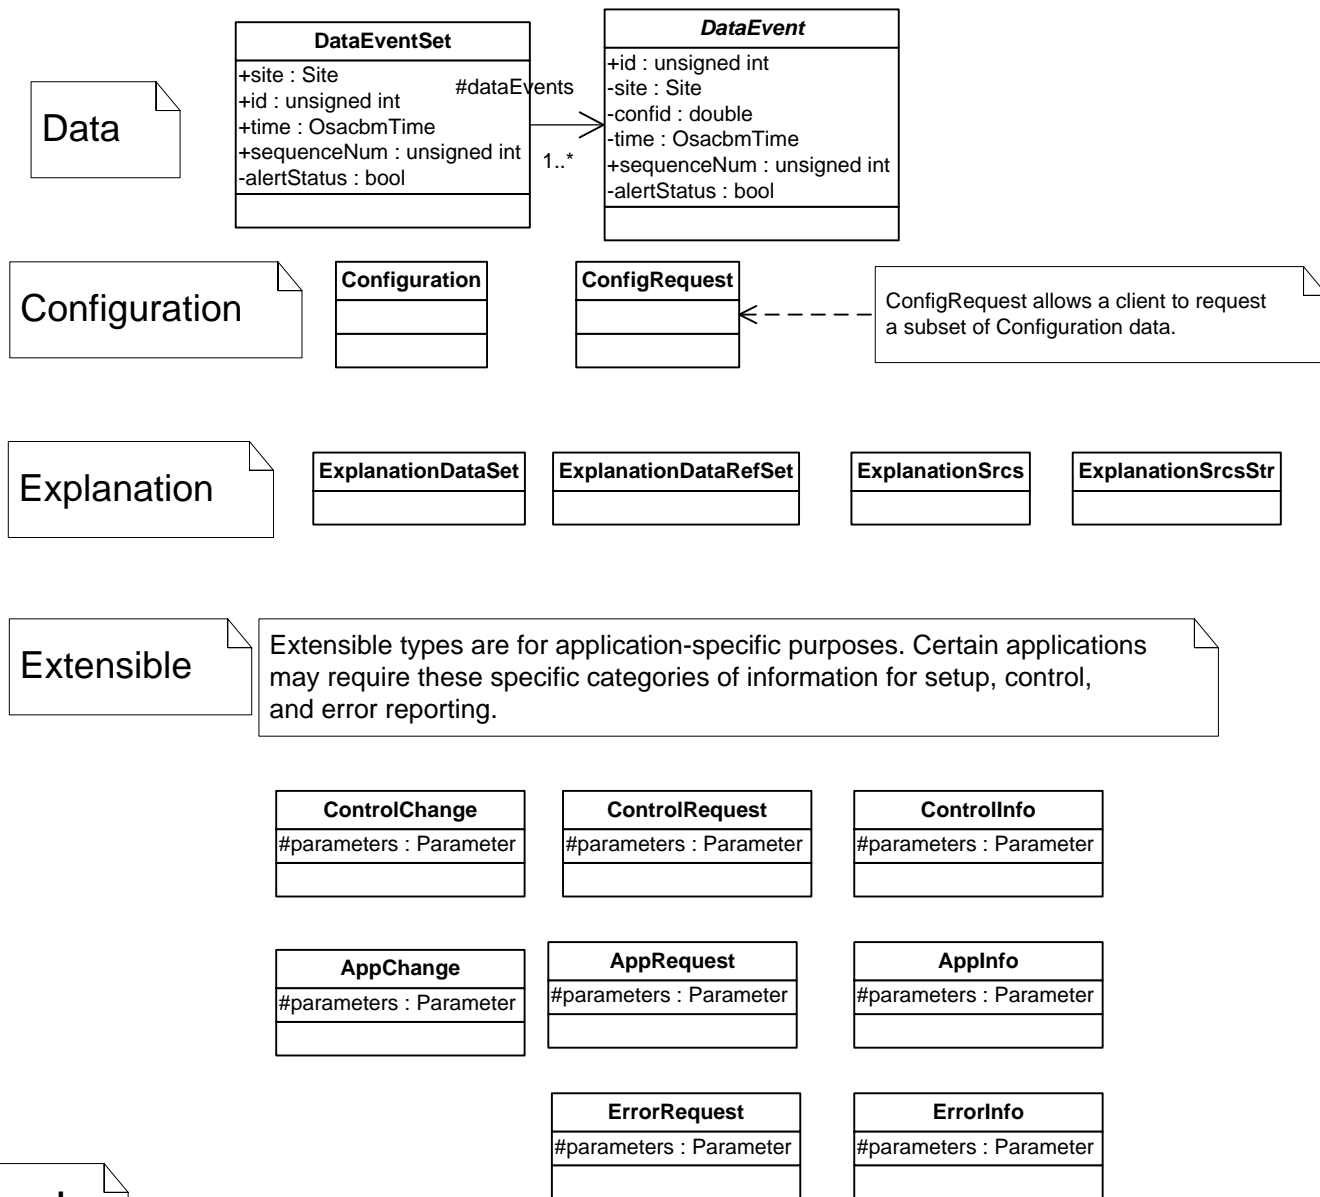 Data
DataEventSet
+site : Site
+id : unsigned int
+time : OsacbmTime
+sequenceNum : unsigned int
-alertStatus : bool
#dataEvents
1..*
DataEvent
+id : unsigned int
-site : Site
-confid : double
-time : OsacbmTime
+sequenceNum : unsigned int
-alertStatus : bool
Configuration
Configuration
ConfigRequest
ConfigRequest allows a client to request
a subset of Configuration data.
Explanation
ExplanationDataSet
ExplanationDataRefSet
ExplanationSrcs
ExplanationSrcsStr
Extensible
Extensible types are for application-specific purposes. Certain applications
may require these specific categories of information for setup, control,
and error reporting.
ControlChange
#parameters : Parameter
ControlRequest
#parameters : Parameter
ControlInfo
#parameters : Parameter
AppChange
#parameters : Parameter
AppRequest
#parameters : Parameter
AppInfo
#parameters : Parameter
ErrorRequest
#parameters : Parameter
ErrorInfo
#parameters : Parameter